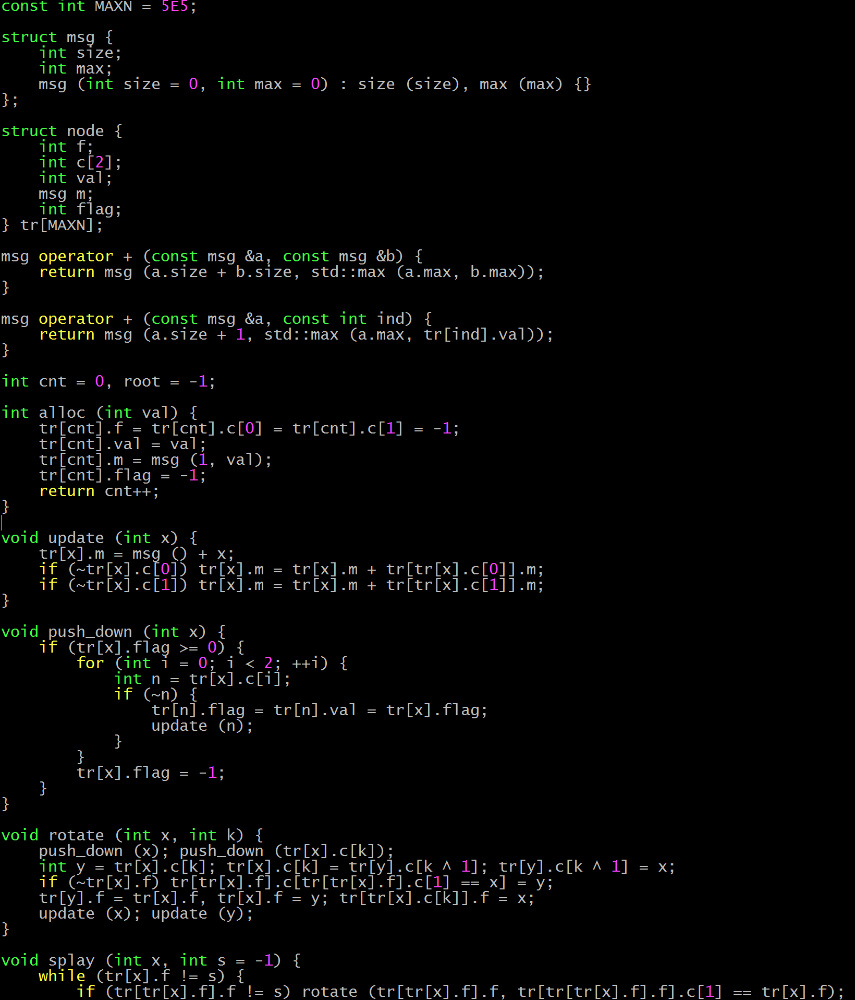 const int MAXN = 5E5;

struct msg {
    int size;
    int max;
    msg (int size = 0, int max = 0) : size (size), max (max) {}
};

struct node {
    int f;
    int c[2];
    int val;
    msg m;
    int flag;
} tr[MAXN];

msg operator + (const msg &a, const msg &b) {
    return msg (a.size + b.size, std::max (a.max, b.max));
}

msg operator + (const msg &a, const int ind) {
    return msg (a.size + 1, std::max (a.max, tr[ind].val));
}

int cnt = 0, root = -1;

int alloc (int val) {
    tr[cnt].f = tr[cnt].c[0] = tr[cnt].c[1] = -1;
    tr[cnt].val = val;
    tr[cnt].m = msg (1, val);
    tr[cnt].flag = -1;
    return cnt++;
}

void update (int x) {
    tr[x].m = msg () + x;
    if (~tr[x].c[0]) tr[x].m = tr[x].m + tr[tr[x].c[0]].m;
    if (~tr[x].c[1]) tr[x].m = tr[x].m + tr[tr[x].c[1]].m;
}

void push_down (int x) {
    if (tr[x].flag >= 0) {
        for (int i = 0; i < 2; ++i) {
            int n = tr[x].c[i];
            if (~n) {
                tr[n].flag = tr[n].val = tr[x].flag;
                update (n);
            }
        }
        tr[x].flag = -1;
    }
}

void rotate (int x, int k) {
    push_down (x); push_down (tr[x].c[k]);
    int y = tr[x].c[k]; tr[x].c[k] = tr[y].c[k ^ 1]; tr[y].c[k ^ 1] = x;
    if (~tr[x].f) tr[tr[x].f].c[tr[tr[x].f].c[1] == x] = y;
    tr[y].f = tr[x].f, tr[x].f = y; tr[tr[x].c[k]].f = x;
    update (x); update (y);
}

void splay (int x, int s = -1) {
    while (tr[x].f != s) {
        if (tr[tr[x].f].f != s) rotate (tr[tr[x].f].f, tr[tr[tr[x].f].f].c[1] == tr[x].f);